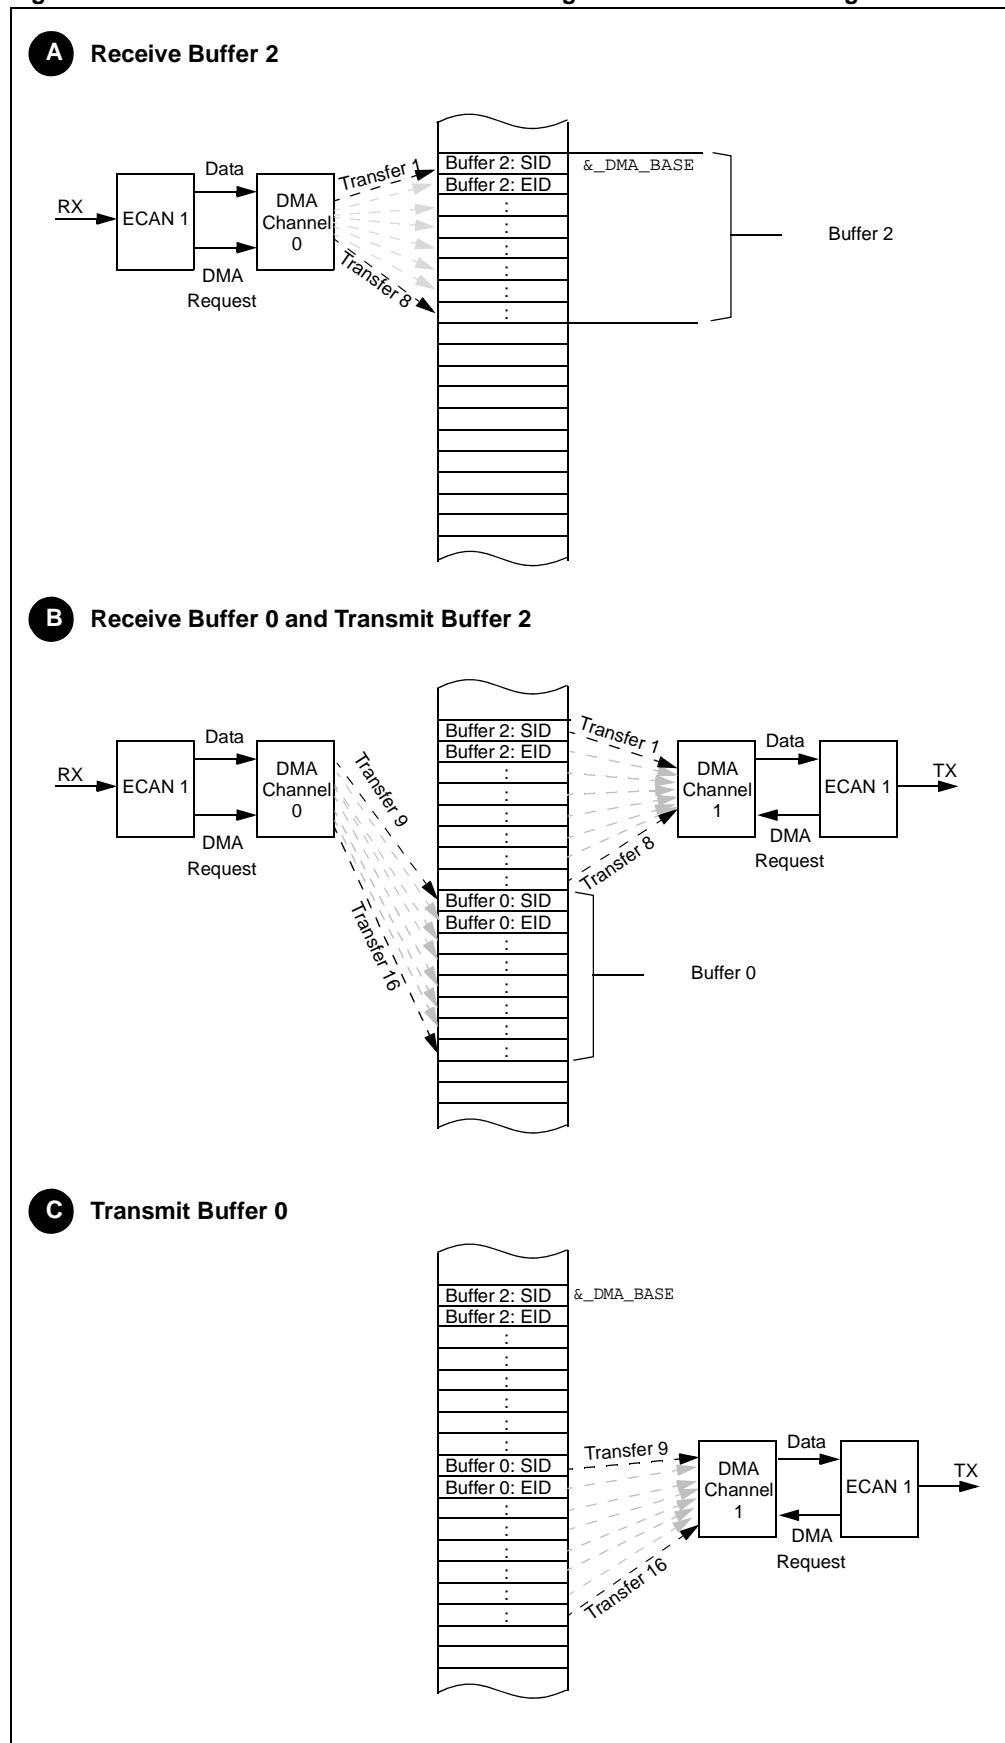 A Receive Buffer 2
Buffer 2: SID
&_DMA_BASE
Buffer 2: EID
:
:
:
:
:
:
Data
RX
ECAN 1
DMA
Channel
0
DMA
Request
Transfer 1
Transfer 8
Buffer 2
B Receive Buffer 0 and Transmit Buffer 2
Buffer 2: SID
Buffer 2: EID
:
:
:
:
:
:
Buffer 0: SID
Buffer 0: EID
:
:
:
:
:
:
Data
RX
ECAN 1
DMA
Channel
0
DMA
Request
Transfer 9
Transfer 16
Transfer 1
Transfer 8
DMA
Channel
1
Data
ECAN 1
TX
DMA
Request
Buffer 0
C Transmit Buffer 0
Buffer 2: SID
&_DMA_BASE
Buffer 2: EID
:
:
:
:
:
:
Buffer 0: SID
Buffer 0: EID
:
:
:
:
:
:
Transfer 9
Transfer 16
DMA
Channel
1
Data
ECAN 1
TX
DMA
Request